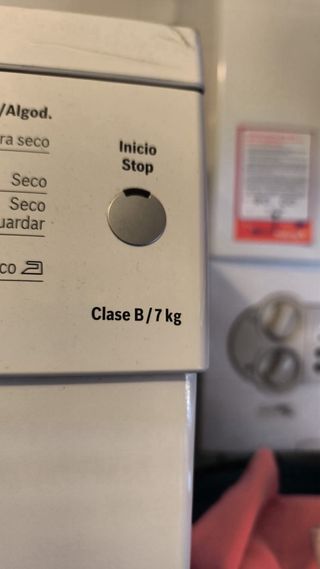 /Algod.
ra seco
Seco
Seco
uardar
co
Inicio
Stop
Clase B / 7 kg